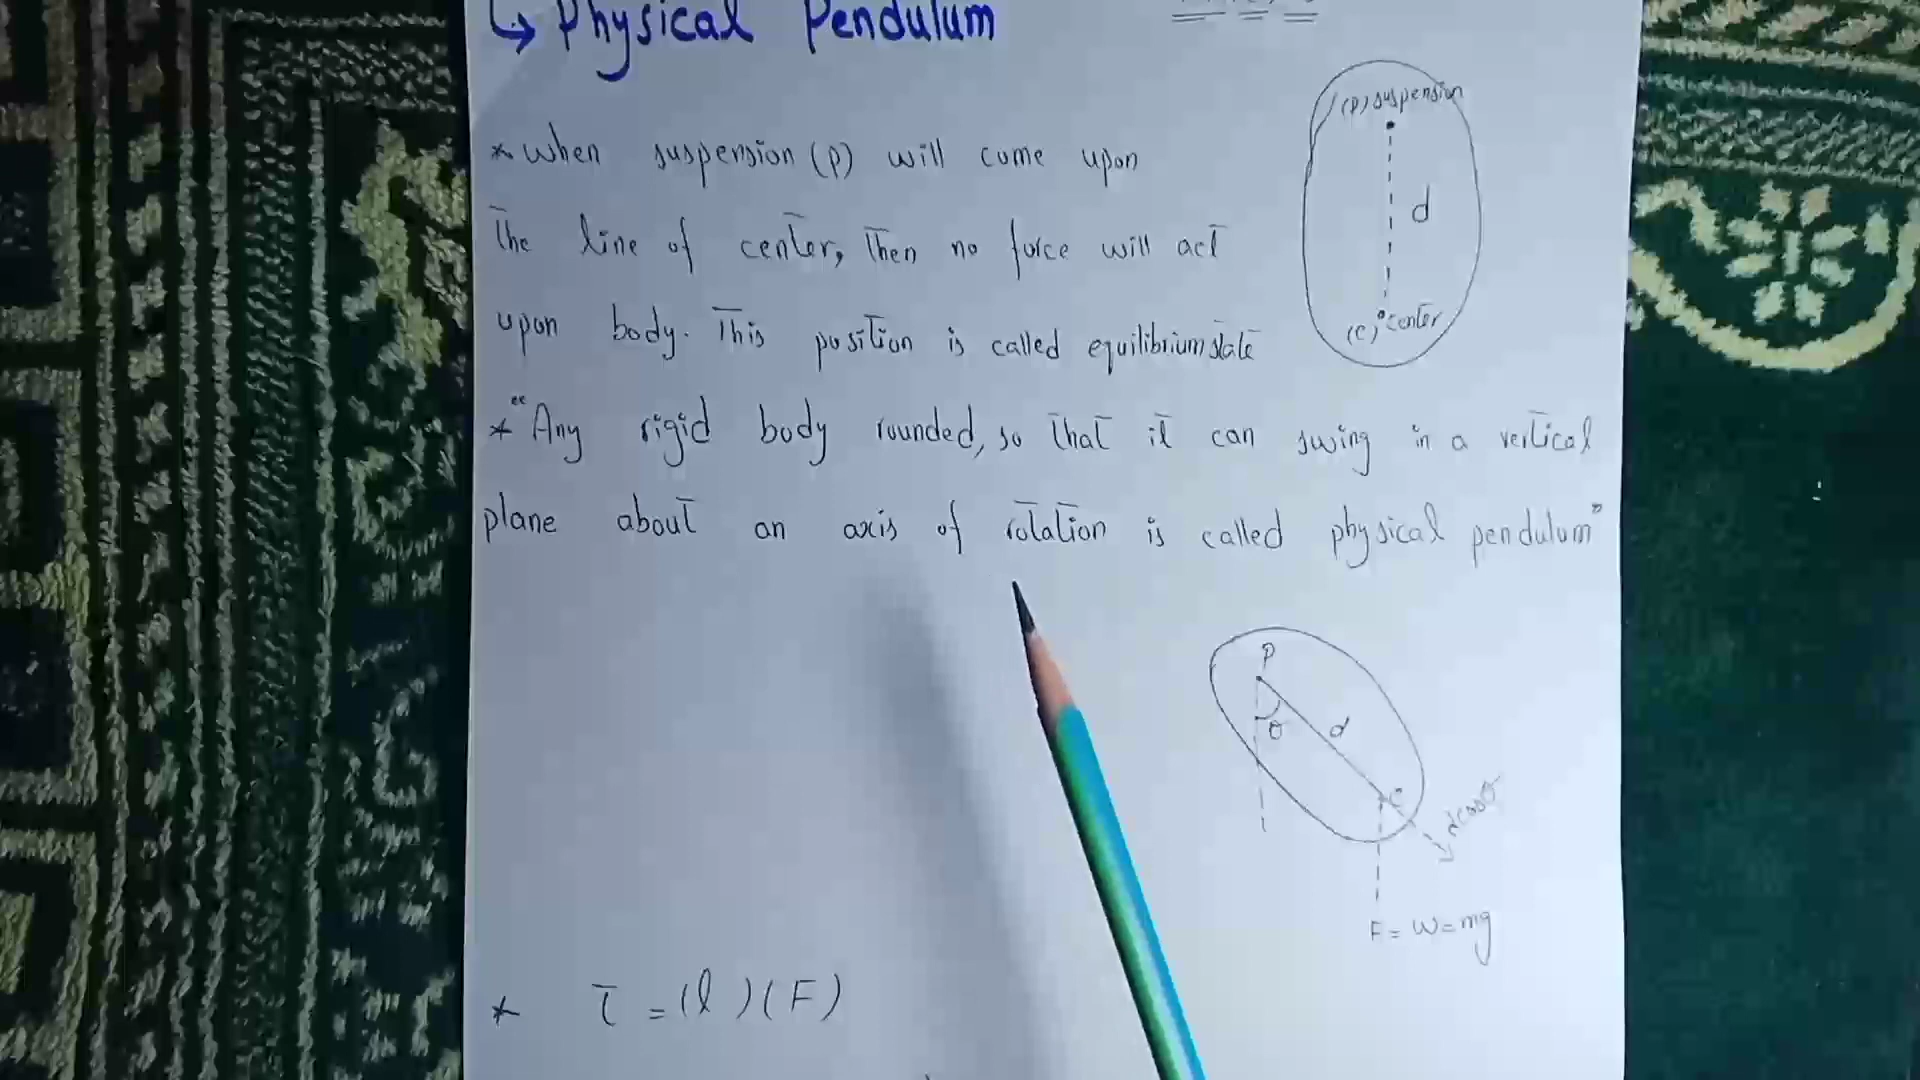 ↳ Physical Pendulum
(P) suspension
* When suspension (P) will come upon
The line of center, Then no force will act
d
upon body. This position is called equilibrium state
(C) center
* "Any rigid body rounded, so that it can swing in a vertical
plane about an axis of rotation is called physical pendulum"
P
θ
d
C
dcosθ
F = W = mg
* τ = (l)(F)